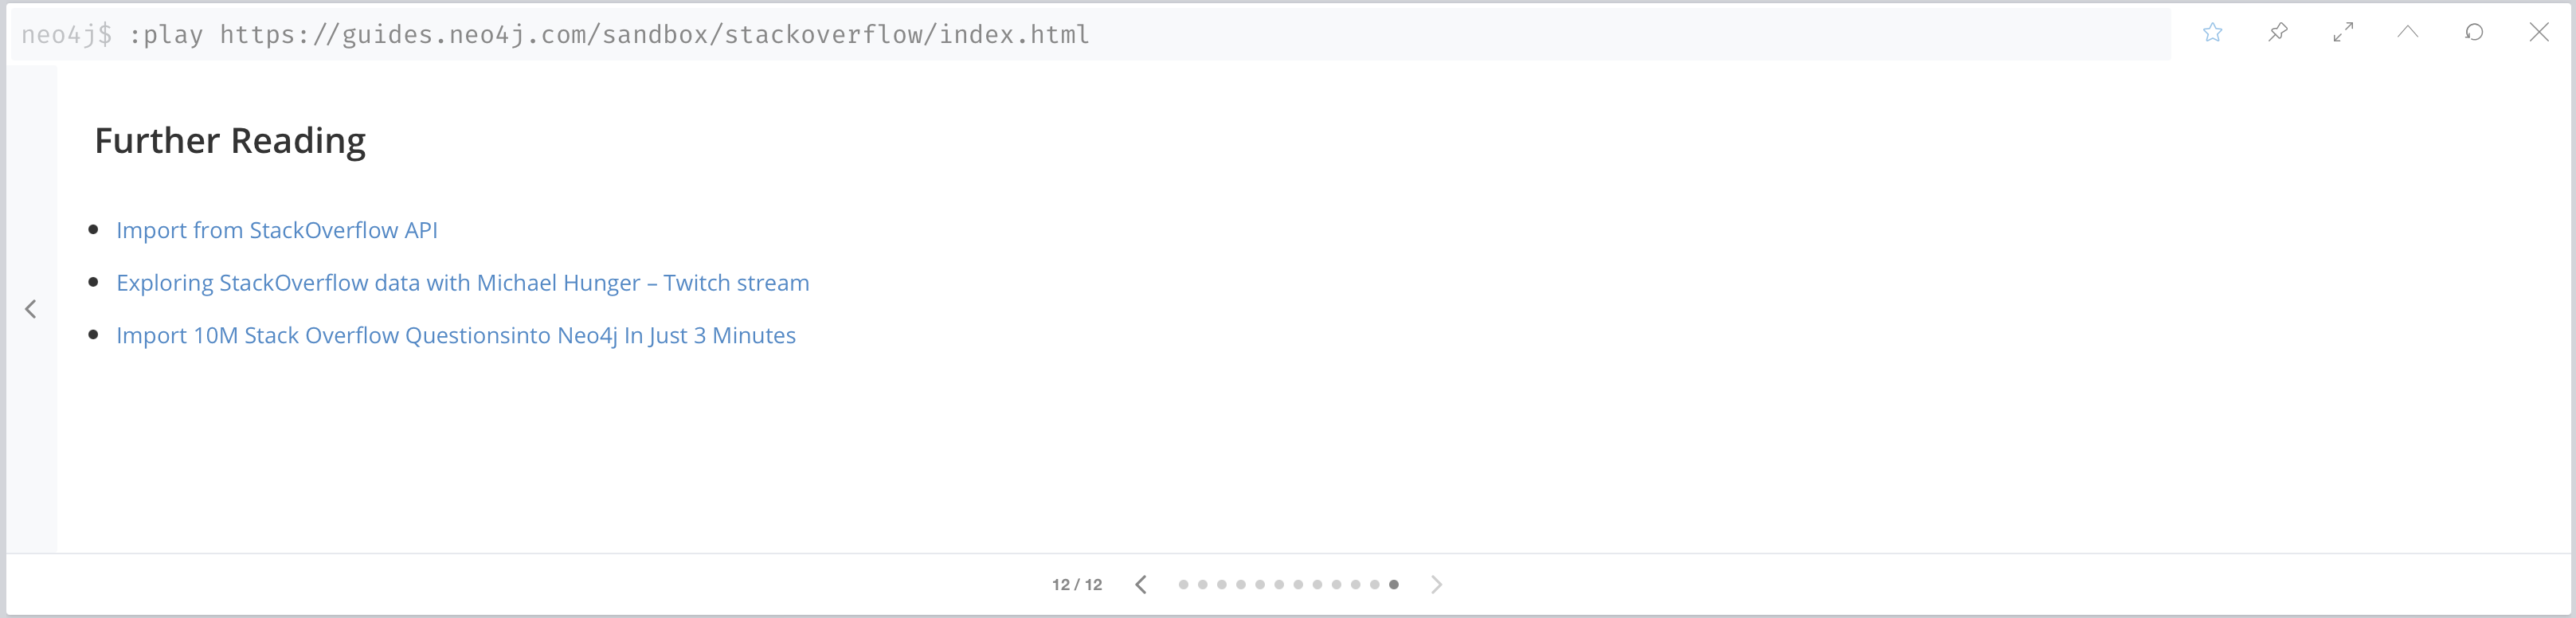 neo4j$ :play https://guides.neo4j.com/sandbox/stackoverflow/index.html
Further Reading
Import from StackOverflow API
Exploring StackOverflow data with Michael Hunger – Twitch stream
Import 10M Stack Overflow Questionsinto Neo4j In Just 3 Minutes
12 / 12